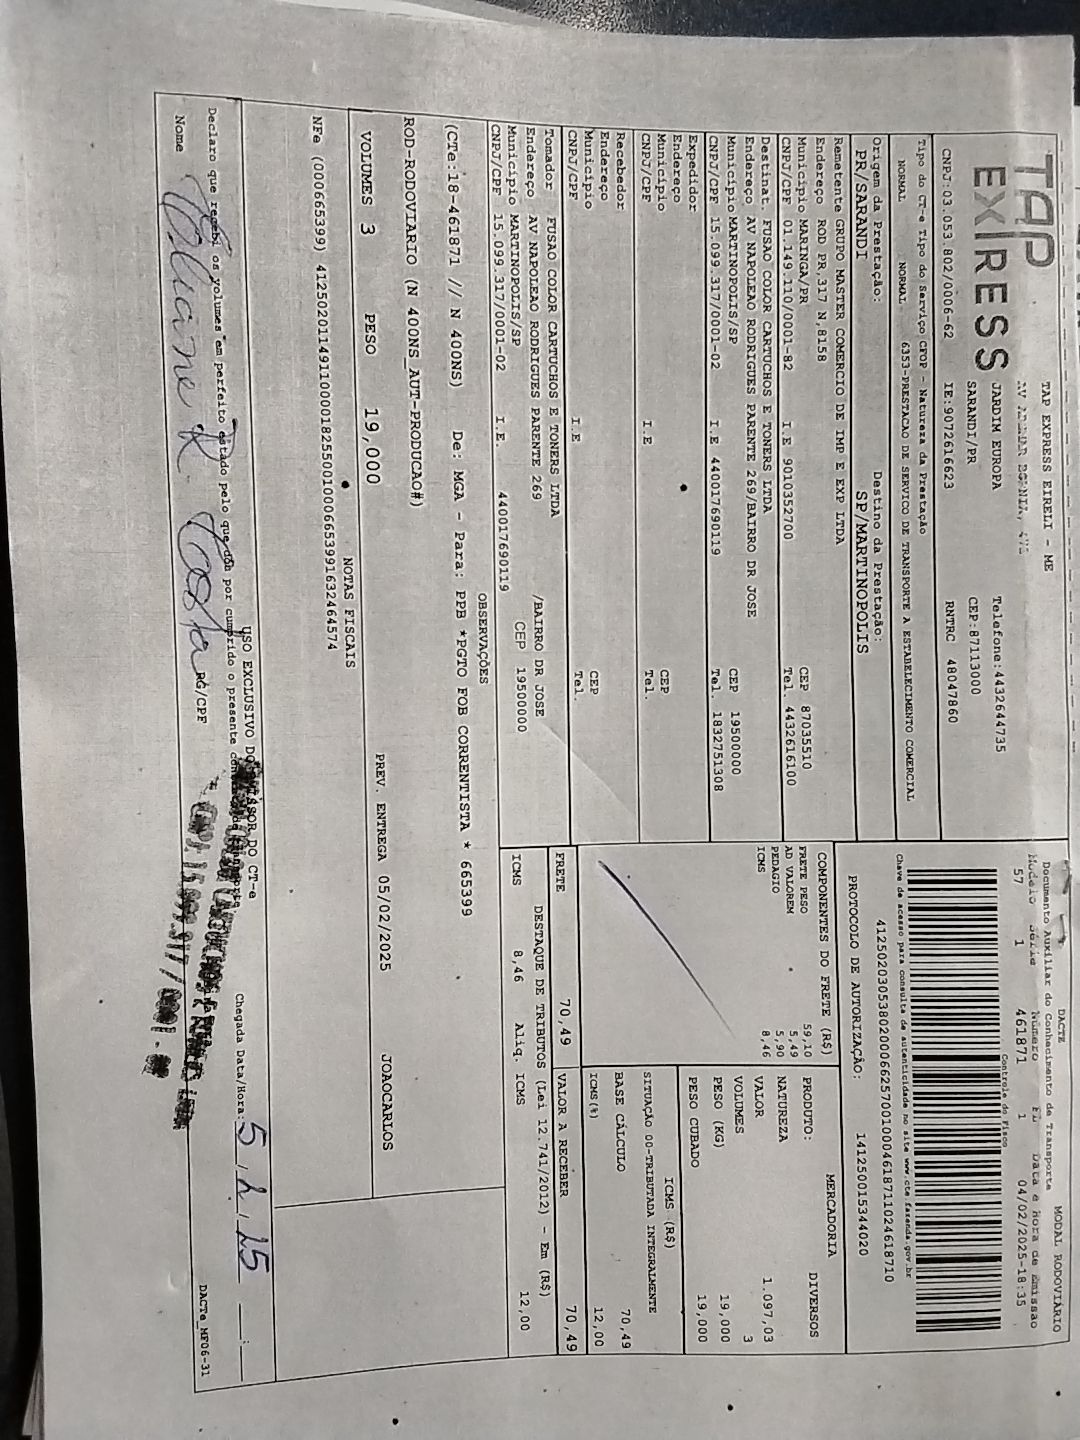 TAP
EXPRESS
TAP EXPRESS EIRELI - ME
JARDIM EUROPA Telefone:4432644735
SARANDI/PR CEP:87113000
CNPJ:03.053.802/0006-62 IE:9072616623 RNTRC 48047860
Tipo do CT-e Tipo do Serviço CFOP - Natureza da Prestação
NORMAL NORMAL 6353-PRESTACAO DE SERVICO DE TRANSPORTE A ESTABELECIMENTO COMERCIAL
Origem da Prestação: Destino da Prestação:
PR/SARANDI SP/MARTINOPOLIS
Remetente GRUPO MASTER COMERCIO DE IMP E EXP LTDA
Endereço ROD PR,317 N,8158
Município MARINGA/PR CEP 87035510
CNPJ/CPF 01.149.110/0001-82 I.E 9010352700 Tel. 4432616100
Destinat. FUSAO COLOR CARTUCHOS E TONERS LTDA
Endereço AV NAPOLEAO RODRIGUES PARENTE 269/BAIRRO DR JOSE
Município MARTINOPOLIS/SP CEP 19500000
CNPJ/CPF 15.099.317/0001-02 I.E 440017690119 Tel. 1832751308
Expedidor
Endereço
Município CEP
CNPJ/CPF I.E Tel.
Recebedor
Endereço
Município CEP
CNPJ/CPF I.E Tel.
Tomador FUSAO COLOR CARTUCHOS E TONERS LTDA
Endereço AV NAPOLEAO RODRIGUES PARENTE 269 /BAIRRO DR JOSE
Município MARTINOPOLIS/SP CEP 19500000
CNPJ/CPF 15.099.317/0001-02 I.E. 440017690119
DACTE MODAL RODOVIÁRIO
Documento Auxiliar do Conhecimento de Transporte
Modelo Série Número FL Data e Hora de Emissão
57 1 461871 1 04/02/2025-18:35
Controle do Fisco
Chave de acesso para consulta de autenticidade no site www.cte.fazenda.gov.br
41250203053802000662570010004618711024618710
PROTOCOLO DE AUTORIZAÇÃO: 141250015344020
COMPONENTES DO FRETE (R$)
FRETE PESO 59,10
AD VALOREM 5,49
PEDAGIO 5,90
ICMS 8,46
MERCADORIA
PRODUTO: DIVERSOS
NATUREZA
VALOR 1.097,03
VOLUMES 3
PESO (KG) 19,000
PESO CUBADO 19,000
ICMS (R$)
SITUAÇÃO 00-TRIBUTADA INTEGRALMENTE
BASE CÁLCULO 70,49
ICMS(%) 12,00
FRETE 70,49 VALOR A RECEBER 70,49
DESTAQUE DE TRIBUTOS (Lei 12.741/2012) - Em (R$)
ICMS 8,46 Aliq. ICMS 12,00
OBSERVAÇÕES
(CTe:18-461871 // N 400NS) De: MGA - Para: PPB *PGTO FOB CORRENTISTA * 665399
ROD-RODOVIARIO (N 400NS_AUT-PRODUCAO#)
VOLUMES 3 PESO 19,000 PREV. ENTREGA 05/02/2025 JOAOCARLOS
NOTAS FISCAIS
NFe (000665399) 41250201149110000182550010006653991632464574
USO EXCLUSIVO DO EMISSOR DO CT-e
Declaro que recebi os volumes em perfeito estado pelo que dou por cumprido o presente Chegada Data/Hora: 5/2/25
Nome Eliane R. Costa RG/CPF
DACTe_MF06-31